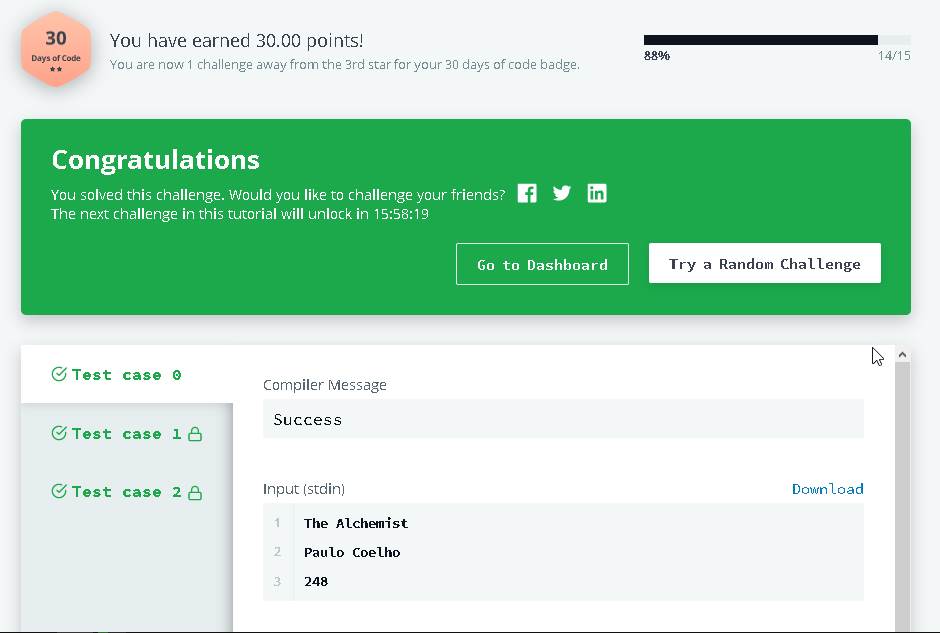 30
Days of Code
You have earned 30.00 points!
You are now 1 challenge away from the 3rd star for your 30 days of code badge.
88%
14/15
Congratulations
You solved this challenge. Would you like to challenge your friends?
The next challenge in this tutorial will unlock in 15:58:19
Go to Dashboard
Try a Random Challenge
Test case 0
Test case 1
Test case 2
Compiler Message
Success
Input (stdin)
Download
1 The Alchemist
2 Paulo Coelho
3 248